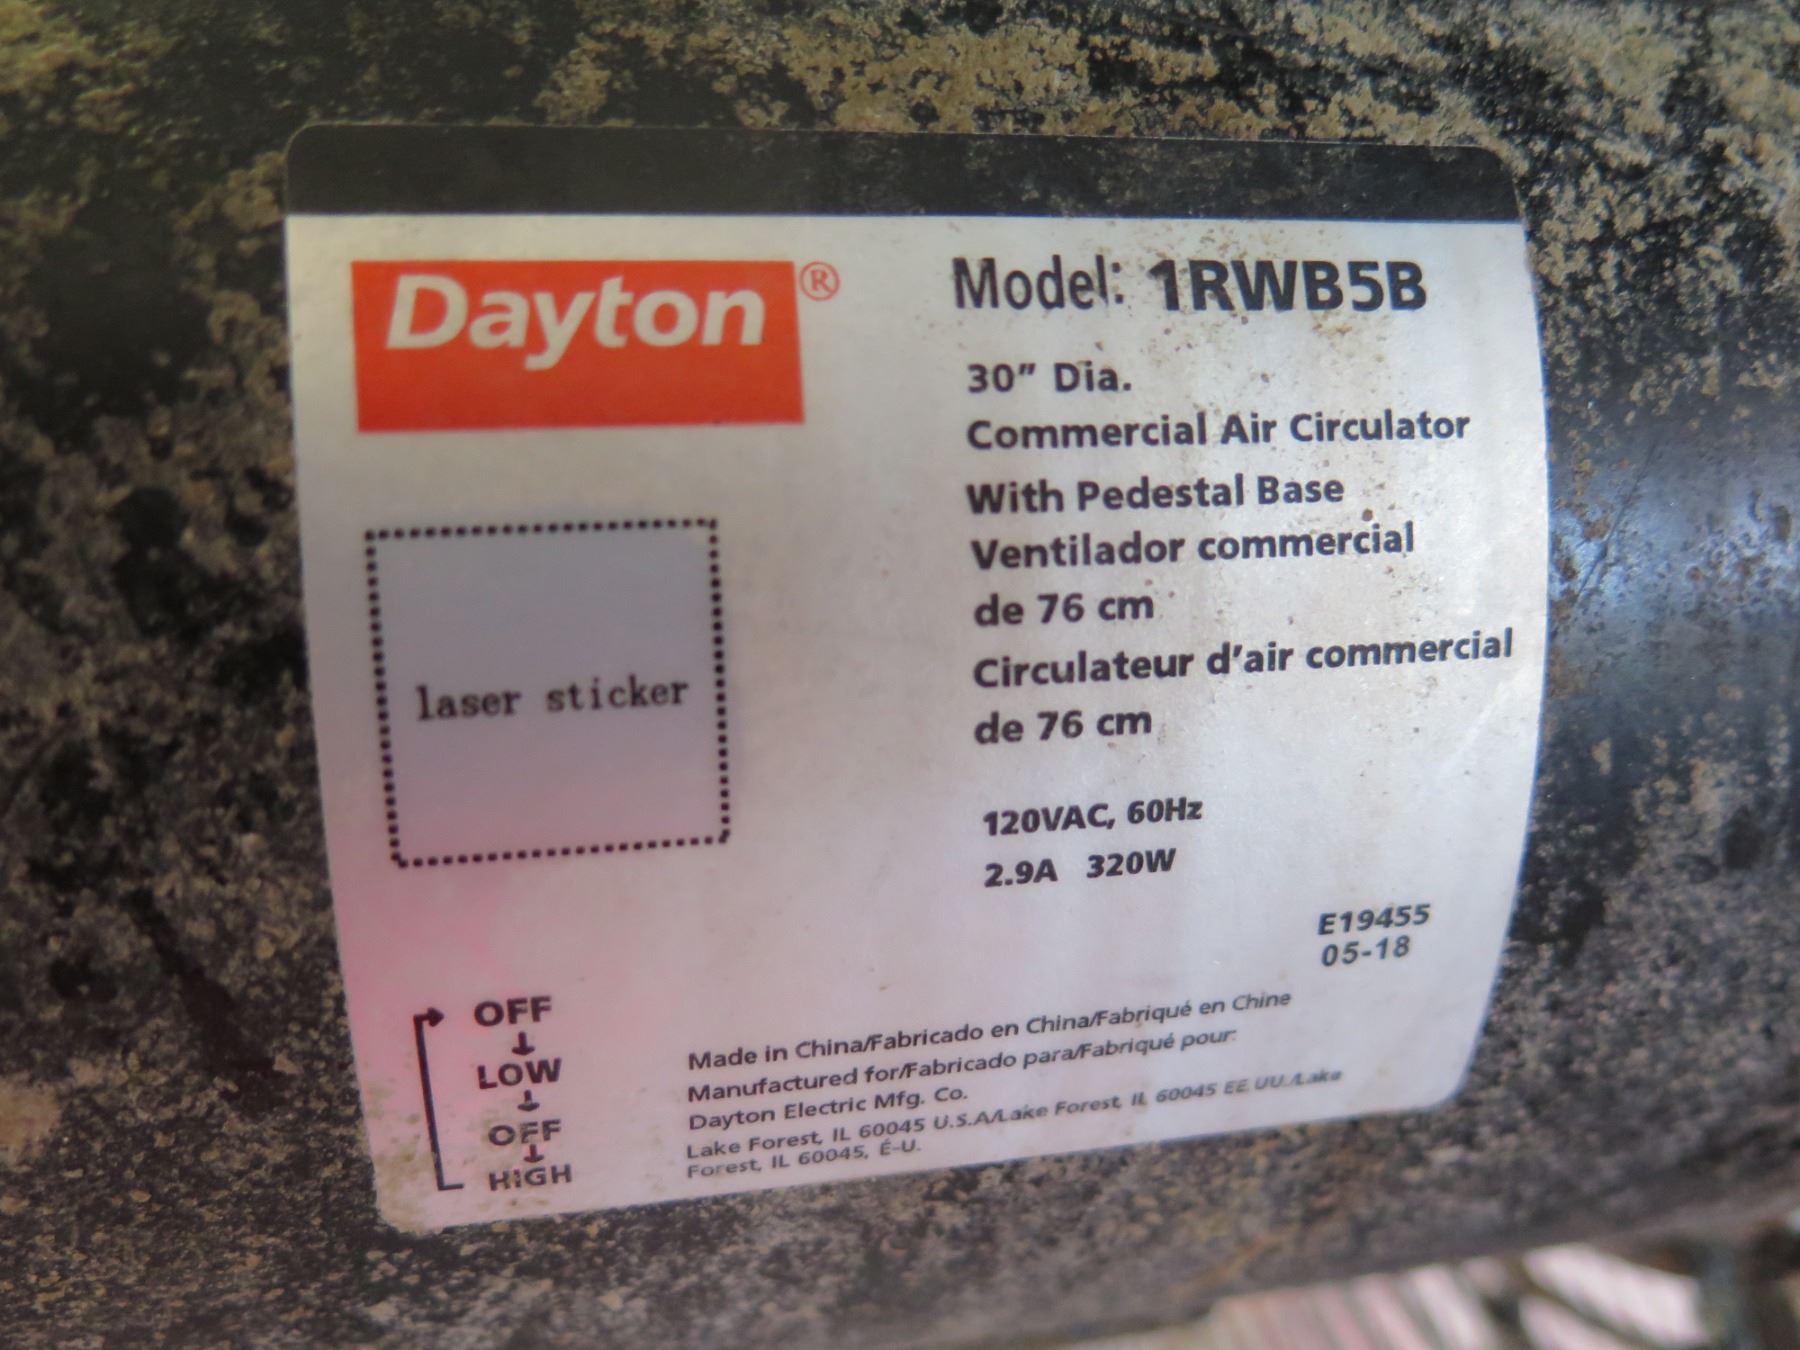 Dayton®
Model: 1RWB5B
30" Dia.
Commercial Air Circulator
With Pedestal Base
Ventilador commercial
de 76 cm
Circulateur d'air commercial
de 76 cm
laser sticker
120VAC, 60Hz
2.9A 320W
E19455
05-18
OFF
LOW
OFF
HIGH
Made in China/Fabricado en China/Fabriqué en Chine
Manufactured for/Fabricado para/Fabriqué pour:
Dayton Electric Mfg. Co.
Lake Forest, IL 60045 U.S.A/Lake Forest, IL 60045 EE.UU./Lake
Forest, IL 60045, É-U.